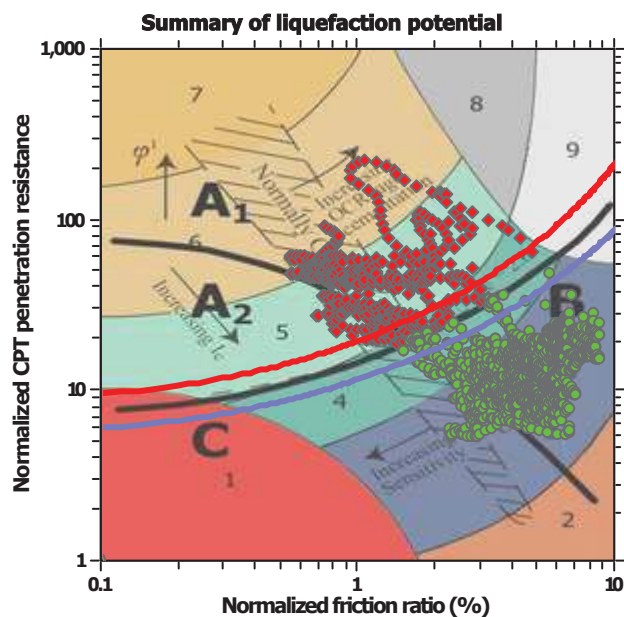 Summary of liquefaction potential
Normalized CPT penetration resistance
1,000
100
10
1
7
8
9
φ'
A1
6
A2
5
Normally
Increasing Ic
B
4
C
Increasing
Sensitivity
1
2
0.1
1
10
Normalized friction ratio (%)